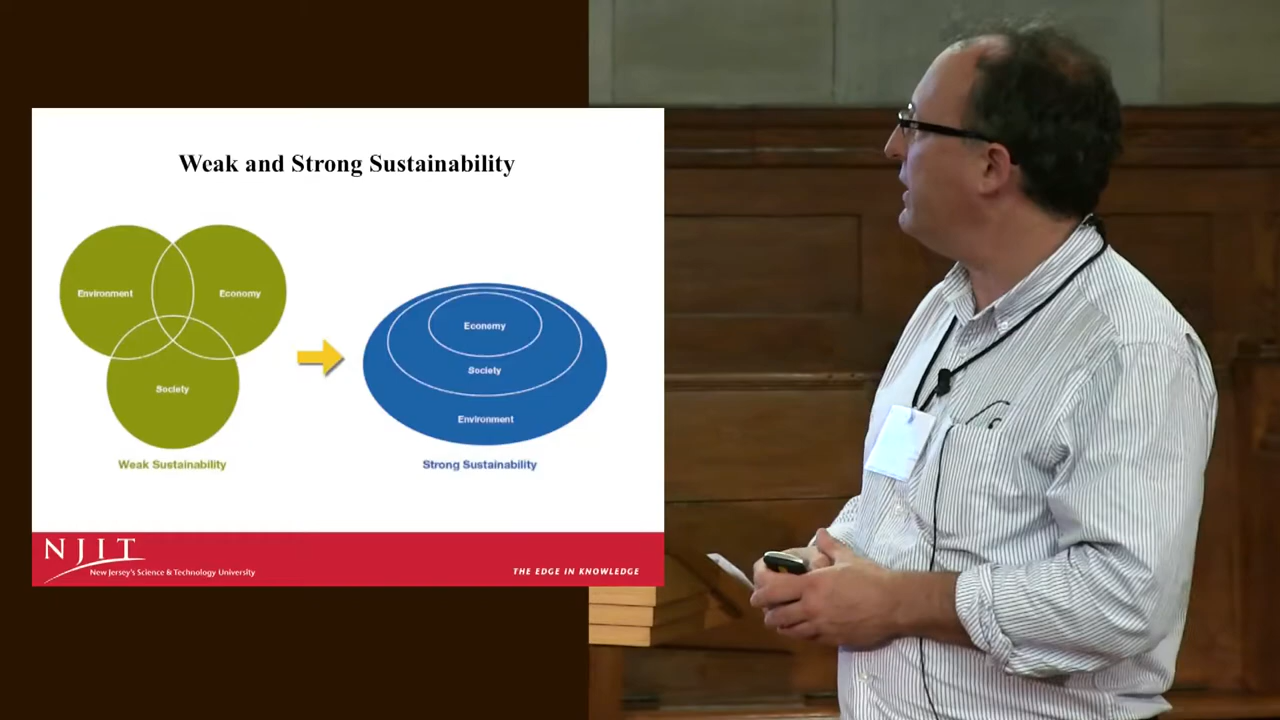 Weak and Strong Sustainability
Environment
Economy
Society
Weak Sustainability
Economy
Society
Environment
Strong Sustainability
NJIT
New Jersey's Science & Technology University
THE EDGE IN KNOWLEDGE